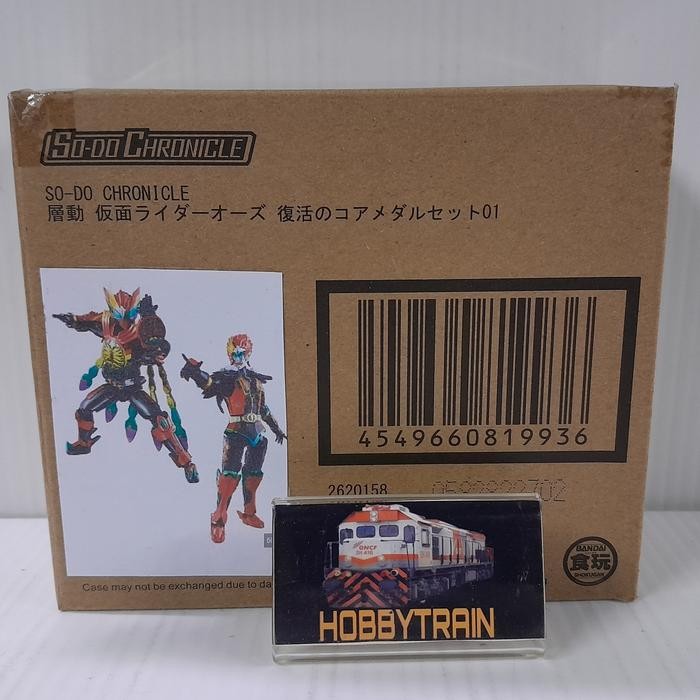 SO-DO CHRONICLE
SO-DO CHRONICLE
層動 仮面ライダーオーズ 復活のコアメダルセット01
4549660819936
2620158
BANDAI
食玩
SHOKUGAN
Case may not be exchanged due to
ONCF
HOBBYTRAIN